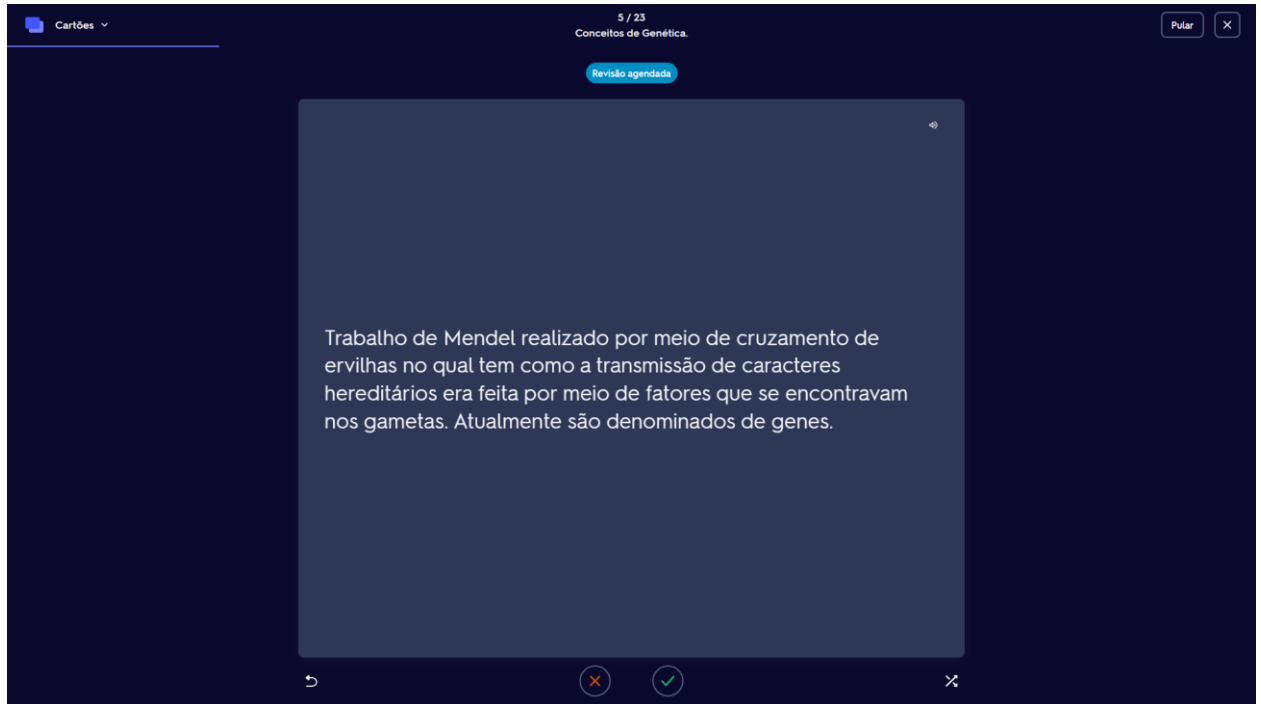 Cartões
5 / 23
Conceitos de Genética.
Pular
Revisão agendada
Trabalho de Mendel realizado por meio de cruzamento de
ervilhas no qual tem como a transmissão de caracteres
hereditários era feita por meio de fatores que se encontravam
nos gametas. Atualmente são denominados de genes.